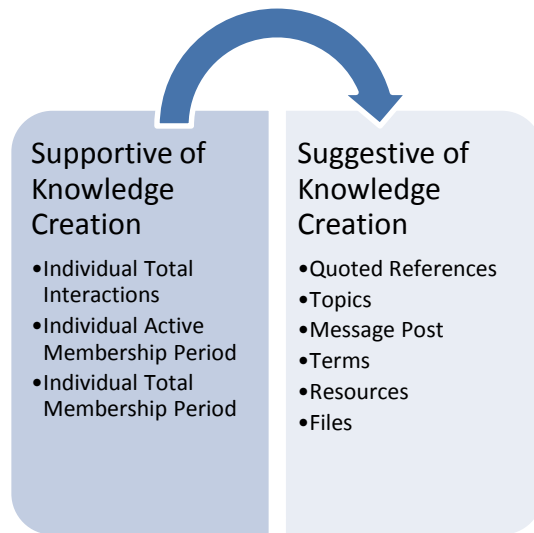 Supportive of
Knowledge
Creation
•Individual Total
Interactions
•Individual Active
Membership Period
•Individual Total
Membership Period
Suggestive of
Knowledge
Creation
•Quoted References
•Topics
•Message Post
•Terms
•Resources
•Files